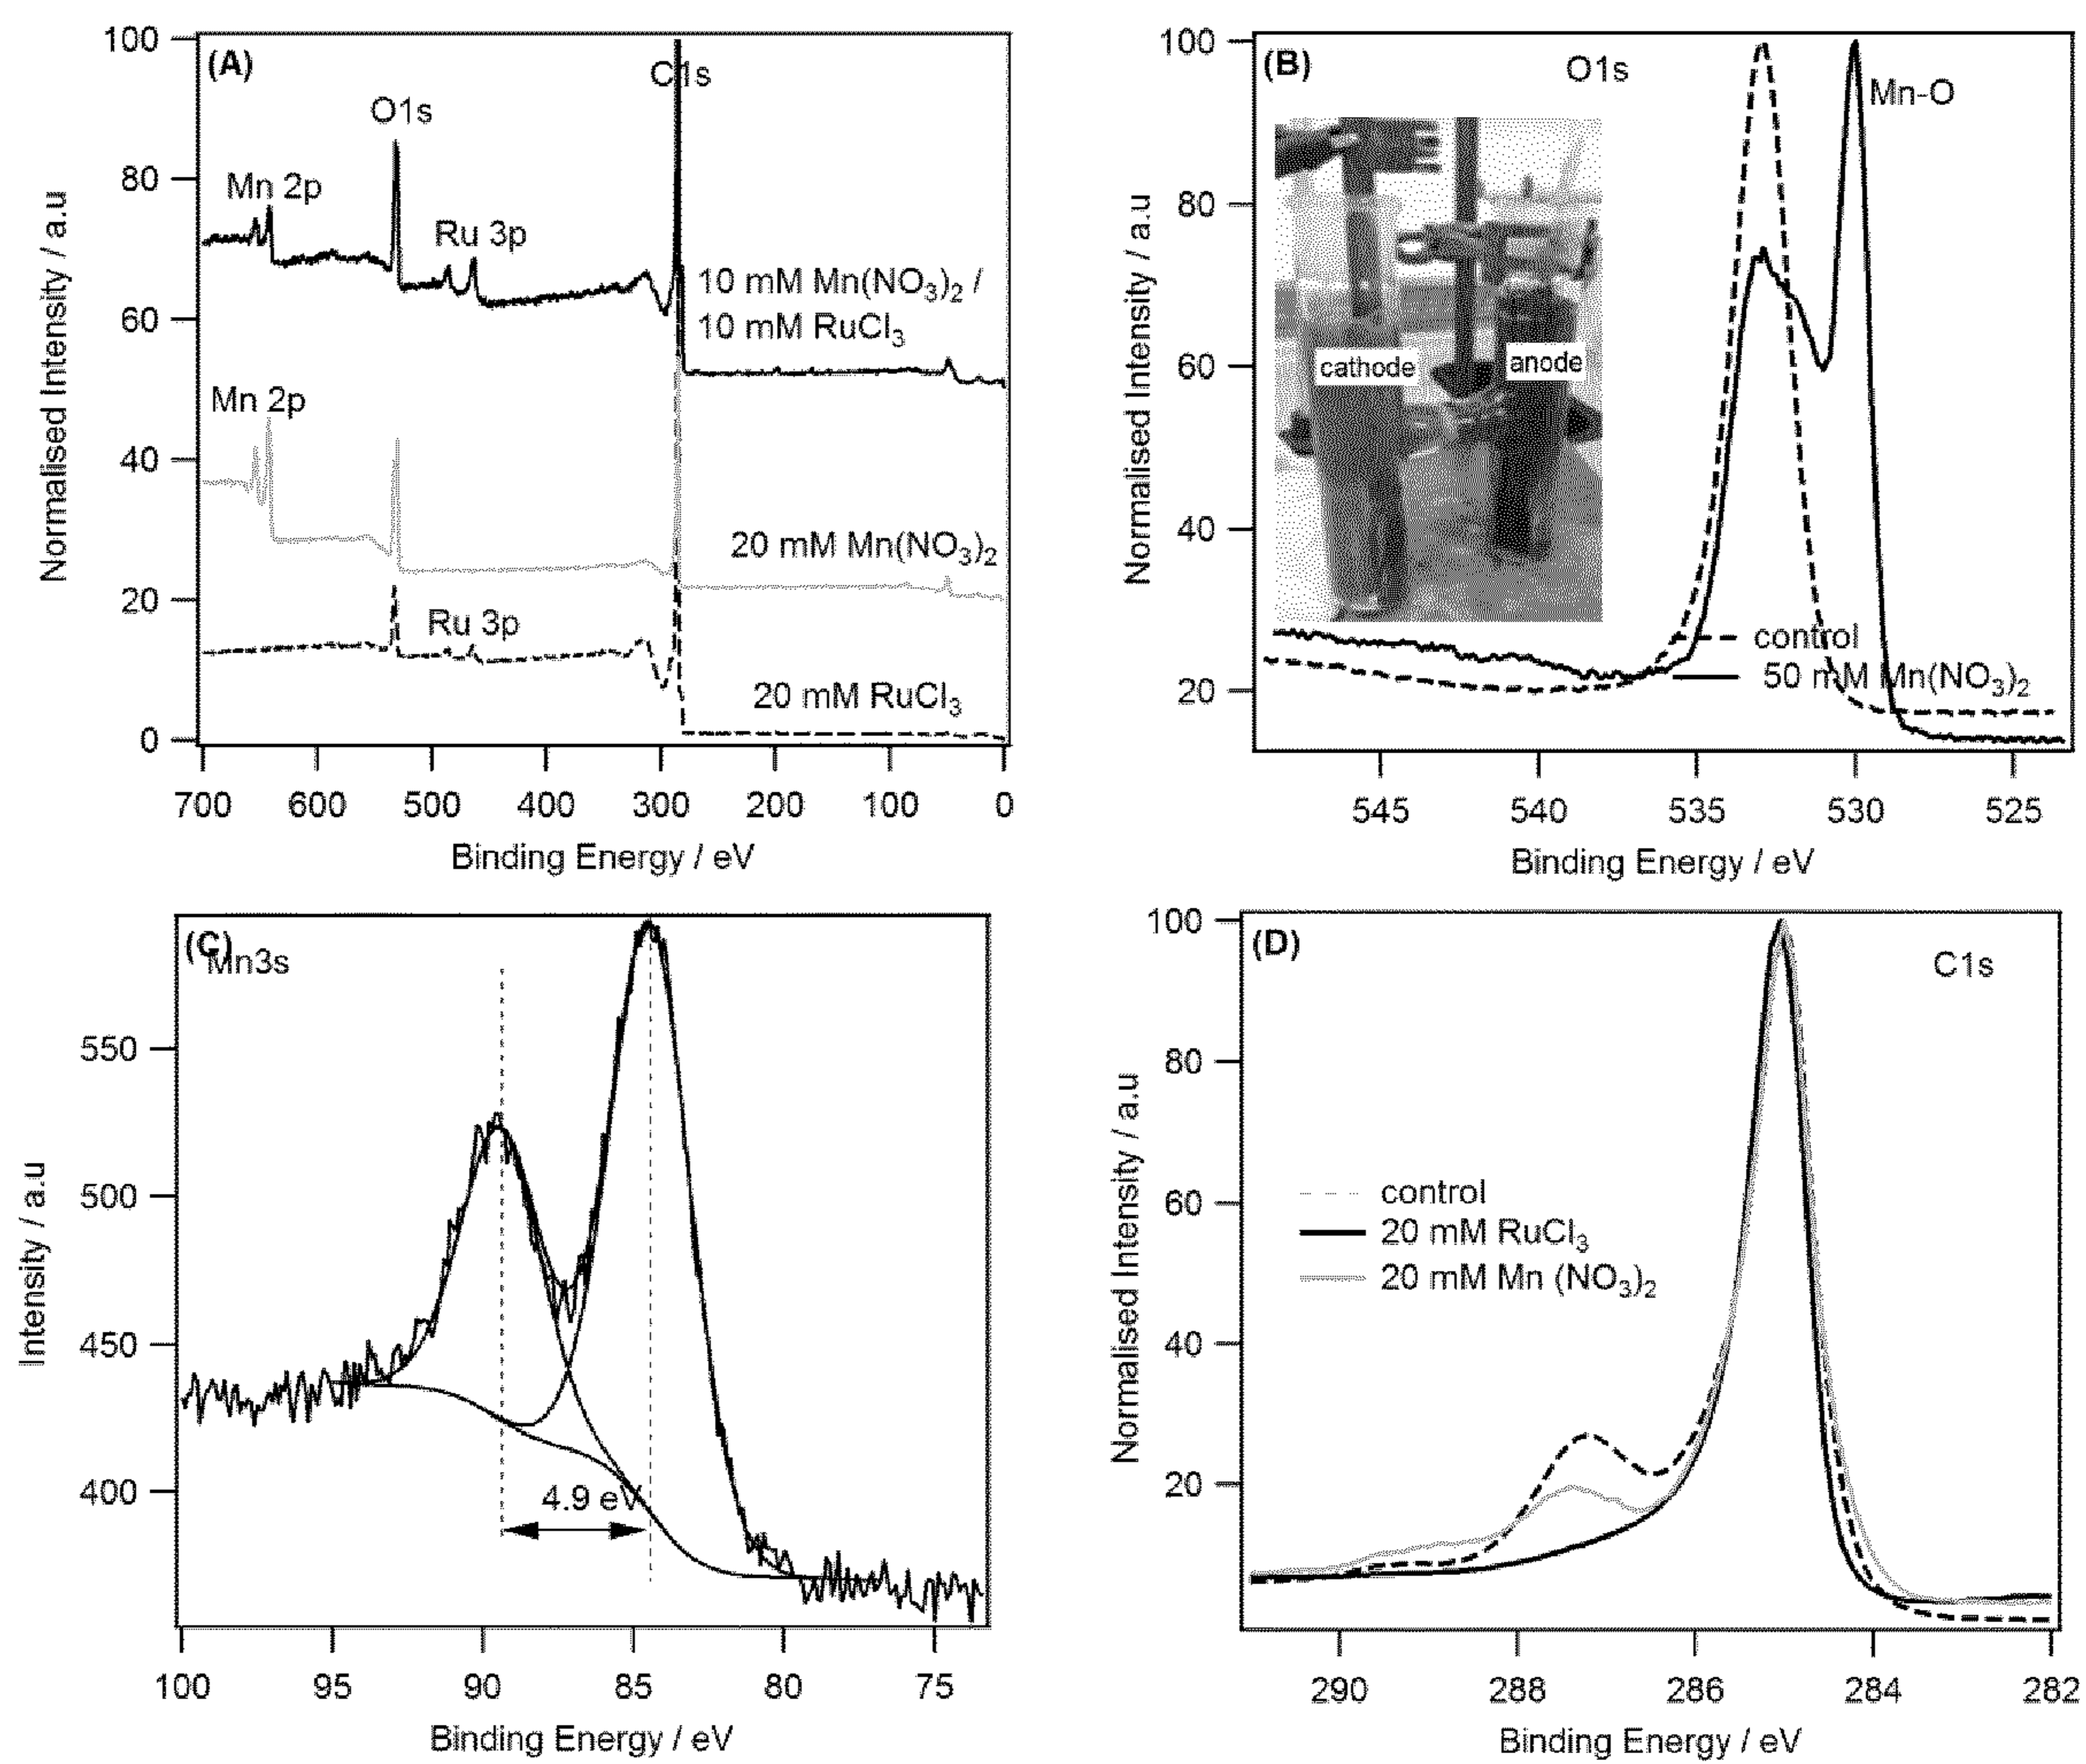 (A)
C1s
O1s
Mn 2p
Ru 3p
10 mM Mn(NO3)2 /
10 mM RuCl3
Mn 2p
20 mM Mn(NO3)2
Ru 3p
20 mM RuCl3
100
80
60
40
20
0
Normalised Intensity / a.u
700 600 500 400 300 200 100 0
Binding Energy / eV
(B)
O1s
Mn-O
cathode
anode
control
50 mM Mn(NO3)2
100
80
60
40
20
Normalised Intensity / a.u
545 540 535 530 525
Binding Energy / eV
(C)
Mn3s
4.9 eV
550
500
450
400
Intensity / a.u
100 95 90 85 80 75
Binding Energy / eV
(D)
C1s
control
20 mM RuCl3
20 mM Mn (NO3)2
100
80
60
40
20
Normalised Intensity / a.u
290 288 286 284 282
Binding Energy / eV